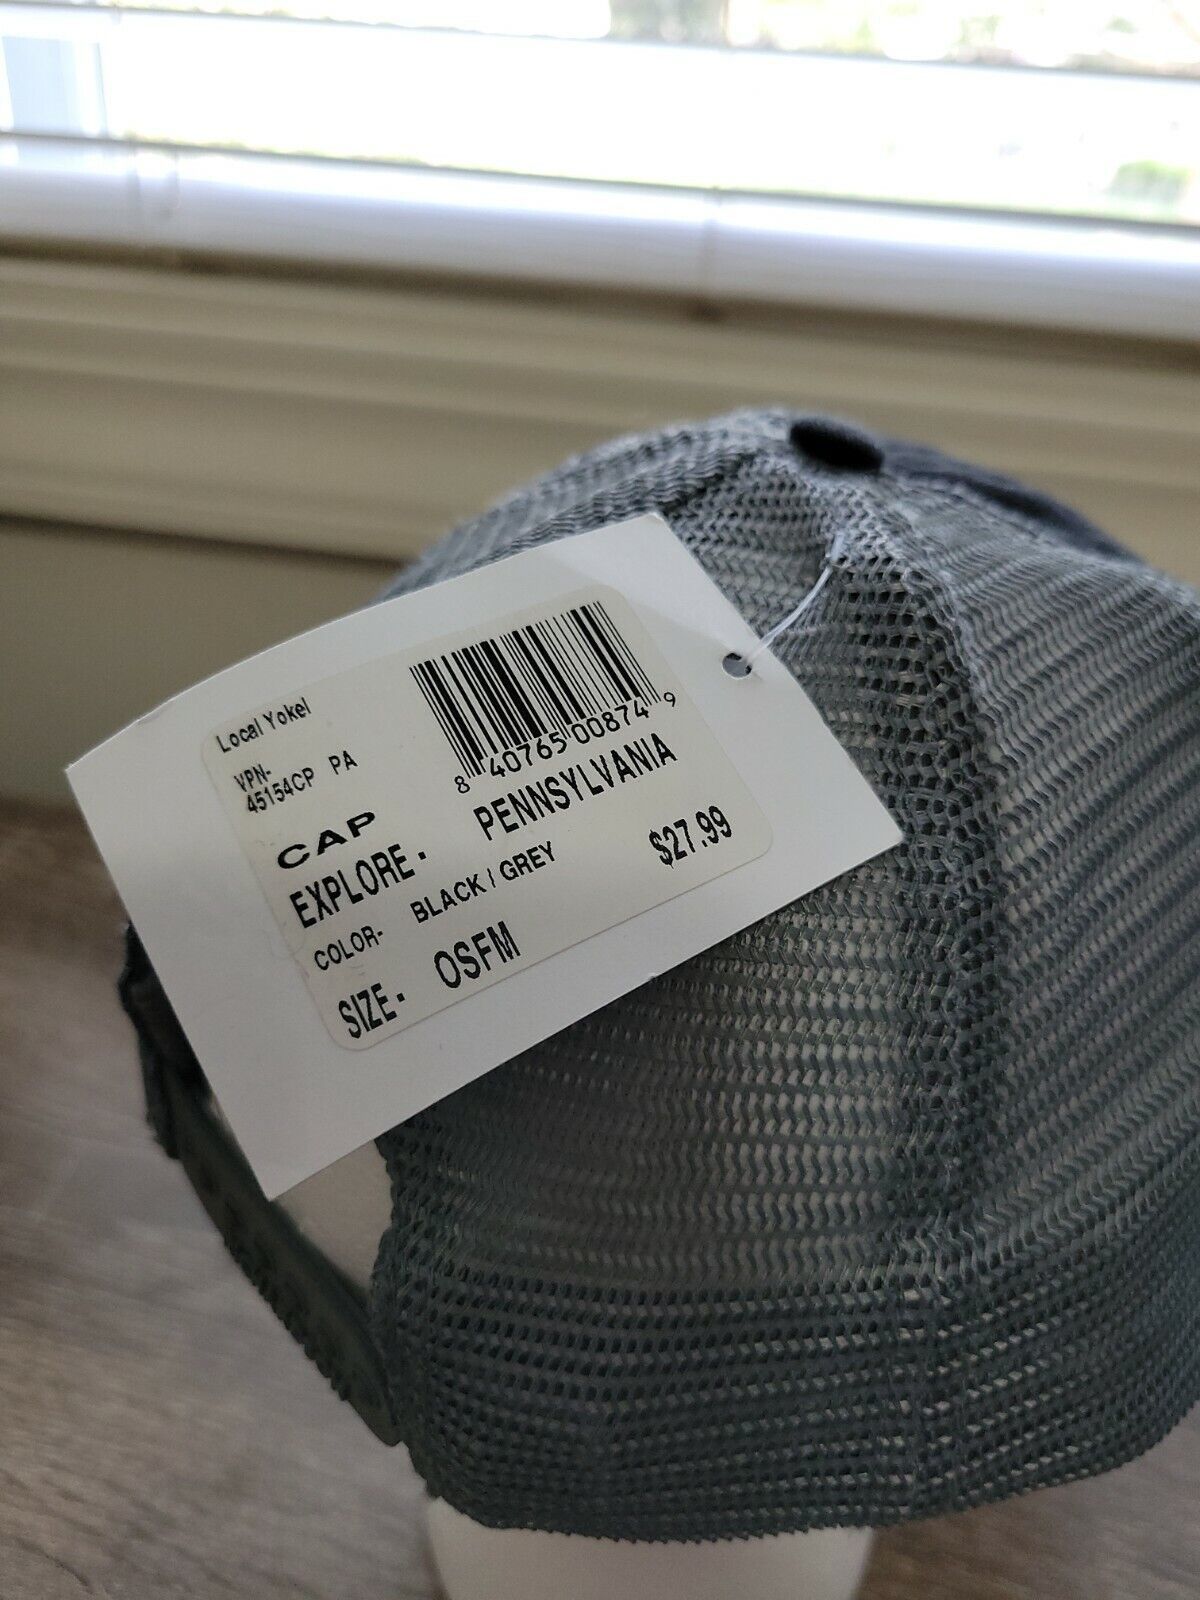 Local Yokel
VPN-
45154CP PA
8 40765 00874 9
CAP
EXPLORE - PENNSYLVANIA
COLOR- BLACK / GREY
$27.99
SIZE - OSFM